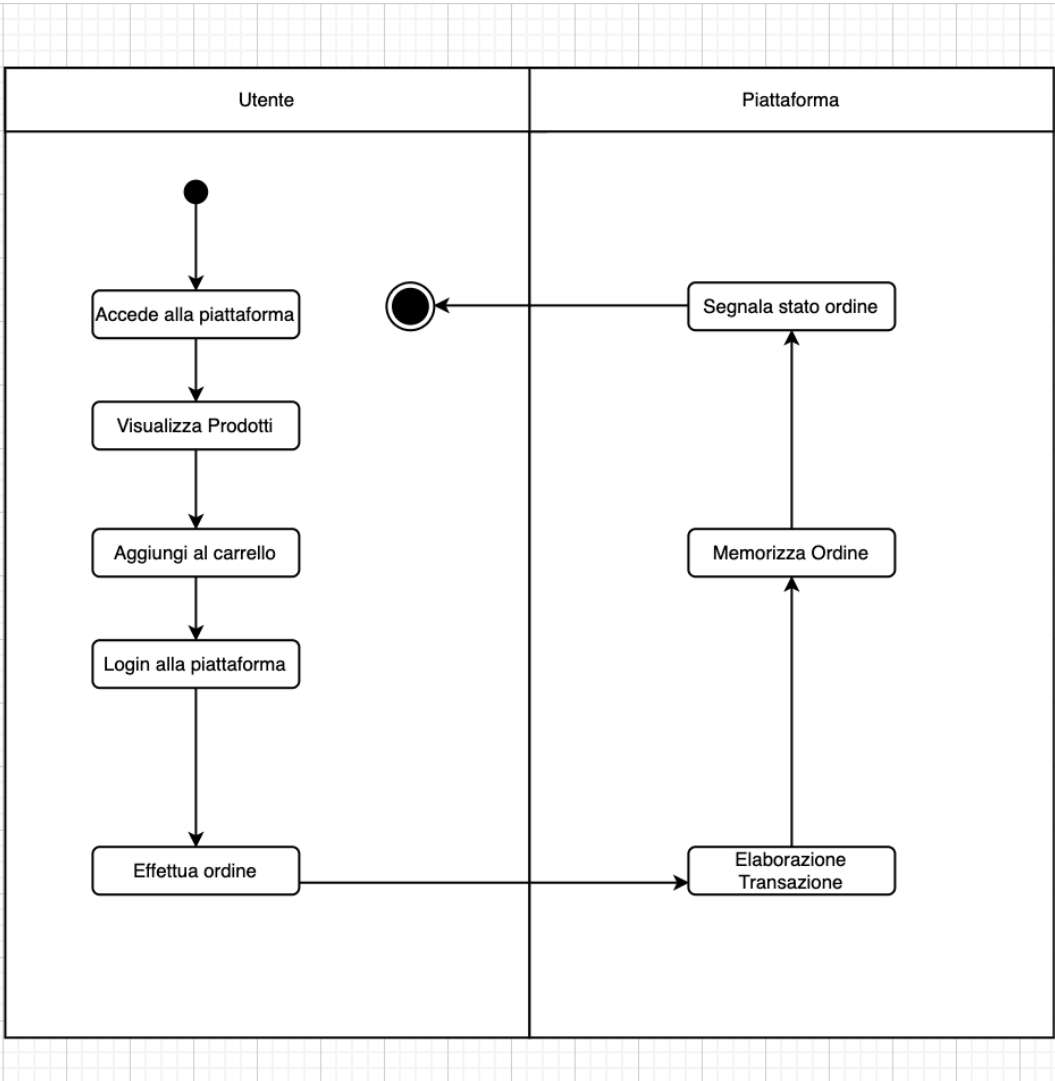 Utente
Piattaforma
Accede alla piattaforma
Visualizza Prodotti
Aggiungi al carrello
Login alla piattaforma
Effettua ordine
Segnala stato ordine
Memorizza Ordine
Elaborazione
Transazione